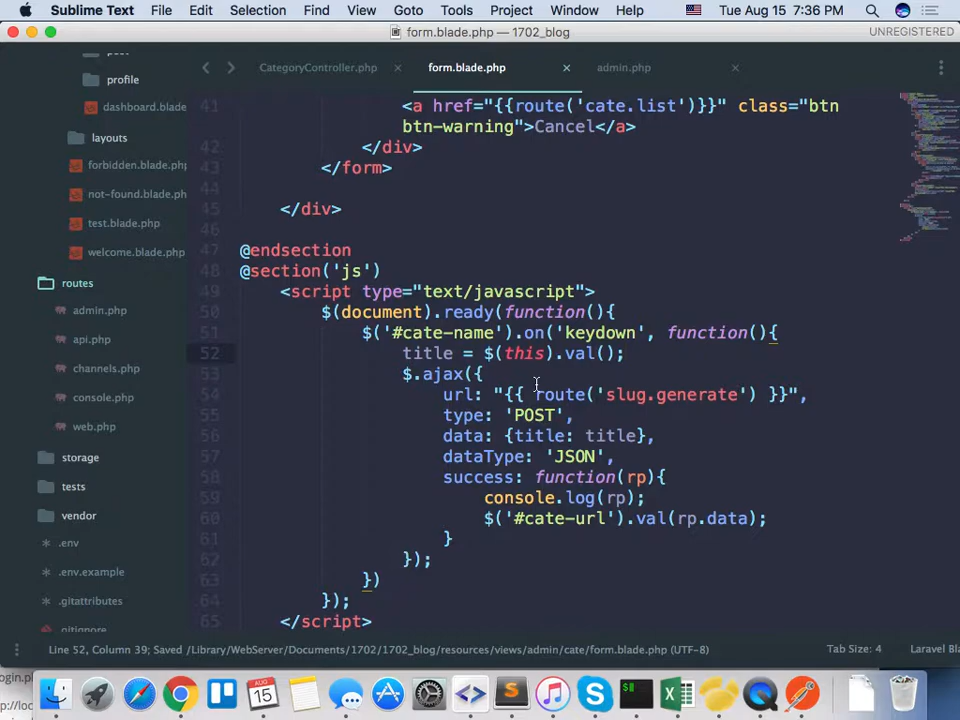 Sublime Text File Edit Selection Find View Goto Tools Project Window Help Tue Aug 15 7:36 PM
form.blade.php — 1702_blog UNREGISTERED
CategoryController.php form.blade.php admin.php
profile
dashboard.blade
layouts
forbidden.blade.php
not-found.blade.php
test.blade.php
welcome.blade.php
routes
admin.php
api.php
channels.php
console.php
web.php
storage
tests
vendor
.env
.env.example
.gitattributes
.gitignore
41 <a href="{{route('cate.list')}}" class="btn
btn-warning">Cancel</a>
42 </div>
43 </form>
44
45 </div>
46
47 @endsection
48 @section('js')
49 <script type="text/javascript">
50 $(document).ready(function(){
51 $('#cate-name').on('keydown', function(){
52 title = $(this).val();
53 $.ajax({
54 url: "{{ route('slug.generate') }}",
55 type: 'POST',
56 data: {title: title},
57 dataType: 'JSON',
58 success: function(rp){
59 console.log(rp);
60 $('#cate-url').val(rp.data);
61 }
62 });
63 })
64 });
65 </script>
Line 52, Column 39; Saved /Library/WebServer/Documents/1702/1702_blog/resources/views/admin/cate/form.blade.php (UTF-8) Tab Size: 4 Laravel Bla
ogin.pl
p://loc
15